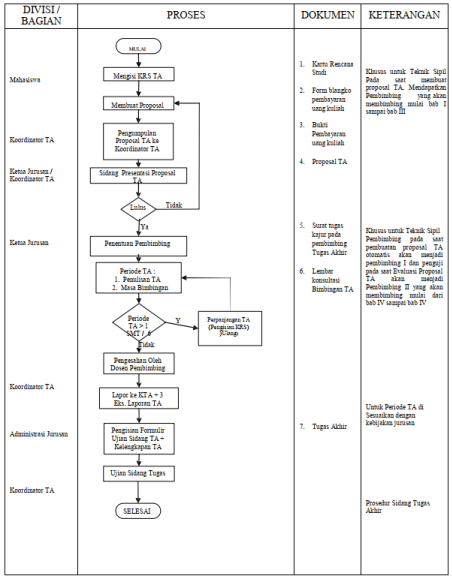 DIVISI /
BAGIAN
PROSES
DOKUMEN
KETERANGAN
Mahasiswa
Koordinator TA
Ketua Jurusan /
Koordinator TA
Ketua Jurusan
Koordinator TA
Administrasi Jurusan
Koordinator TA
MULAI
Mengisi KRS TA
Membuat Proposal
Pengumpulan
Proposal TA ke
Koordinator TA
Sidang Presentasi Proposal
TA
Lulus
Tidak
Ya
Penentuan Pembimbing
Periode TA :
1. Penulisan TA
2. Masa Bimbingan
Periode
TA > 1
SMT / 6
Y
Tidak
Perpanjangan TA
(Pengisian KRS)
Pengesahan Oleh
Dosen Pembimbing
Lapor ke KTA + 3
Eks. Laporan TA
Pengisian Formulir
Ujian Sidang TA +
Kelengkapan TA
Ujian Sidang Tugas
SELESAI
1. Kartu Rencana
Studi
2. Form blangko
pembayaran
uang kuliah
3. Bukti
Pembayaran
uang kuliah
4. Proposal TA
5. Surat tugas
kajur pada
pembimbing
Tugas Akhir
6. Lembar
konsultasi
Bimbingan TA
7. Tugas Akhir
Khusus untuk Teknik Sipil
Pada saat membuat
proposal TA. Mendapatkan
Pembimbing yang akan
membimbing mulai bab I
sampai bab III
Khusus untuk Teknik Sipil
Pembimbing pada saat
pembuatan proposal TA
otomatis akan menjadi
pembimbing I dan penguji
pada saat Evaluasi Proposal
TA akan menjadi
Pembimbing II yang akan
membimbing mulai dari
bab IV sampai bab IV
Untuk Periode TA di
Sesuaikan dengan
kebijakan jurusan
Prosedur Sidang Tugas
Akhir